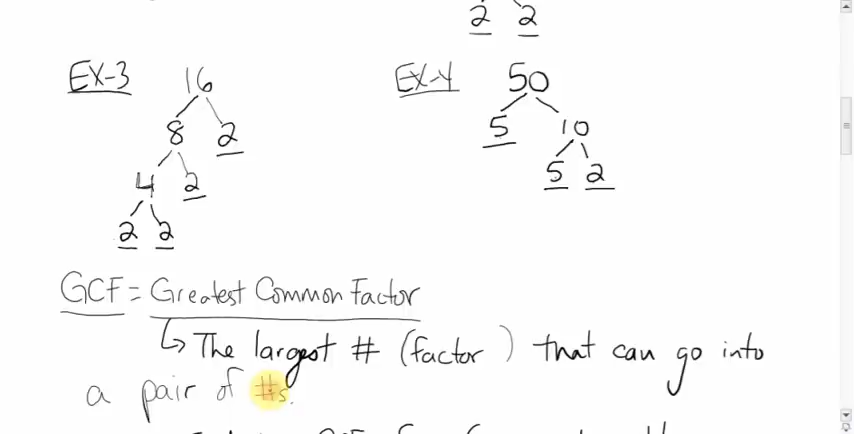 2 2
EX-3 16 EX-4 50
8 2 5 10
4 2 5 2
2 2
GCF = Greatest Common Factor
↳ The largest # (factor) that can go into
a pair of #s.